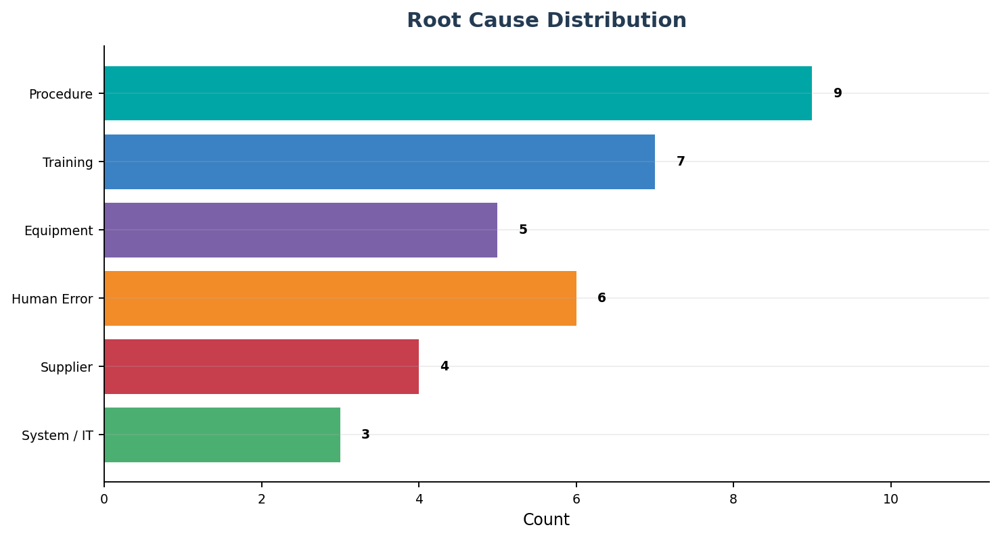 Root Cause Distribution
Procedure 9
Training 7
Equipment 5
Human Error 6
Supplier 4
System / IT 3
0 2 4 6 8 10
Count